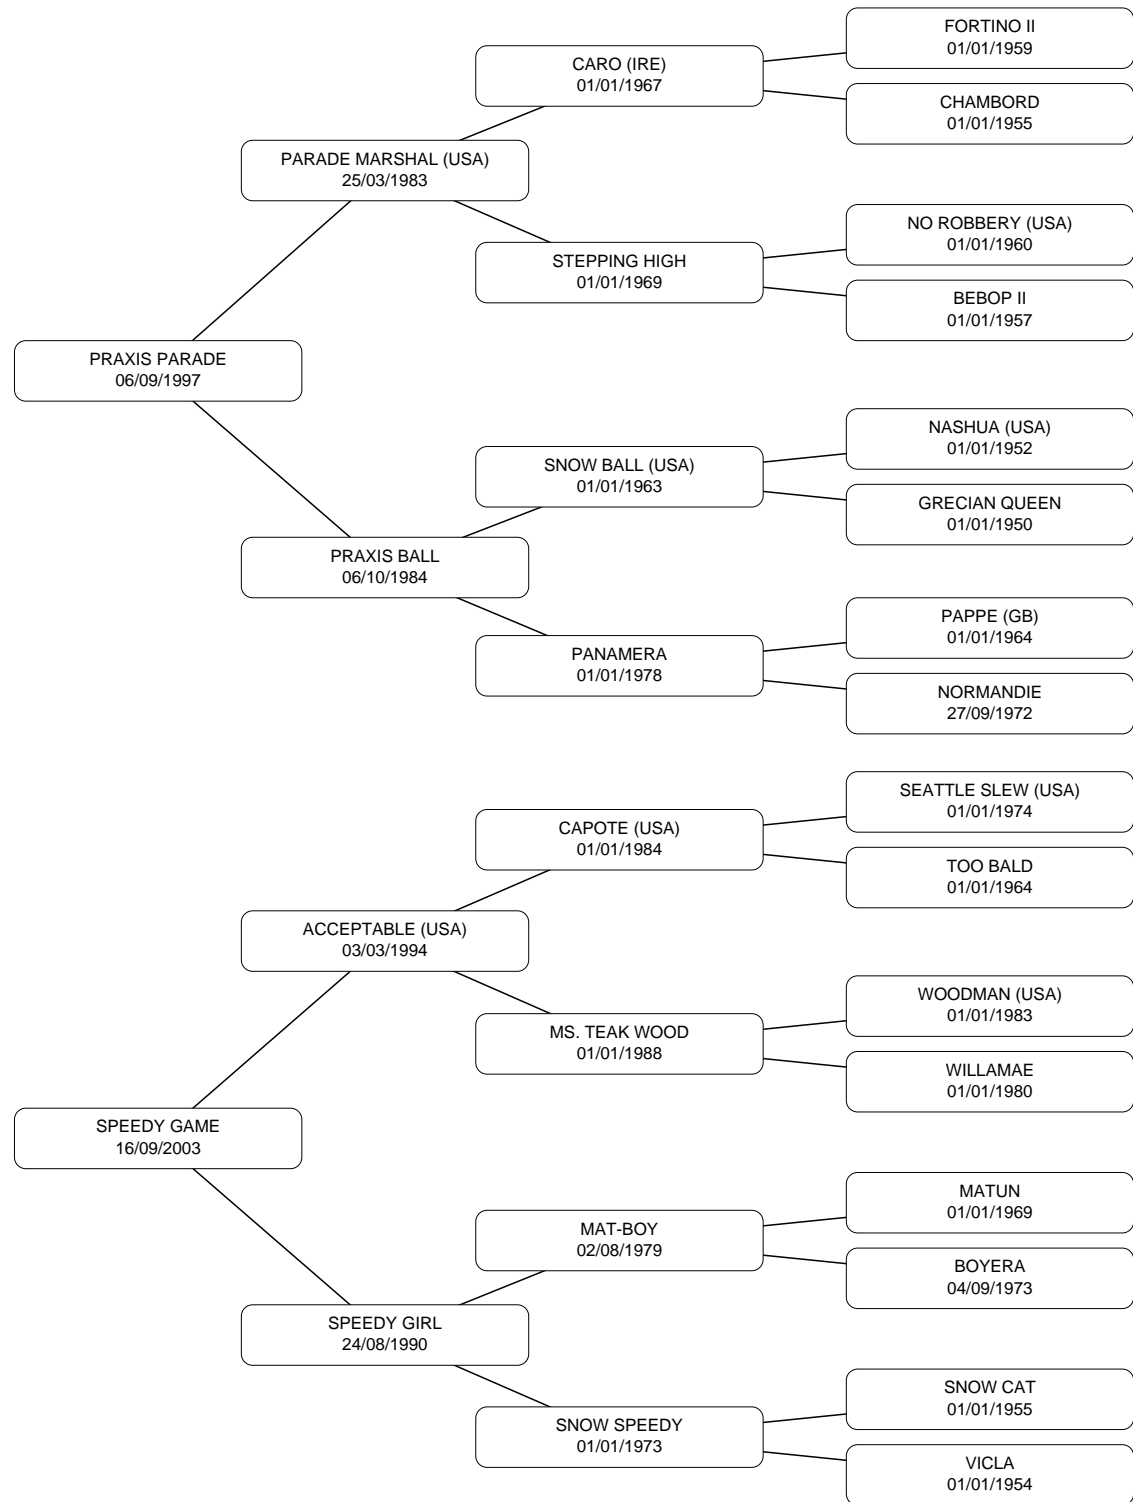 FORTINO II
01/01/1959
CARO (IRE)
01/01/1967
CHAMBORD
01/01/1955
PARADE MARSHAL (USA)
25/03/1983
NO ROBBERY (USA)
01/01/1960
STEPPING HIGH
01/01/1969
BEBOP II
01/01/1957
PRAXIS PARADE
06/09/1997
NASHUA (USA)
01/01/1952
SNOW BALL (USA)
01/01/1963
GRECIAN QUEEN
01/01/1950
PRAXIS BALL
06/10/1984
PAPPE (GB)
01/01/1964
PANAMERA
01/01/1978
NORMANDIE
27/09/1972
SEATTLE SLEW (USA)
01/01/1974
CAPOTE (USA)
01/01/1984
TOO BALD
01/01/1964
ACCEPTABLE (USA)
03/03/1994
WOODMAN (USA)
01/01/1983
MS. TEAK WOOD
01/01/1988
WILLAMAE
01/01/1980
SPEEDY GAME
16/09/2003
MATUN
01/01/1969
MAT-BOY
02/08/1979
BOYERA
04/09/1973
SPEEDY GIRL
24/08/1990
SNOW CAT
01/01/1955
SNOW SPEEDY
01/01/1973
VICLA
01/01/1954